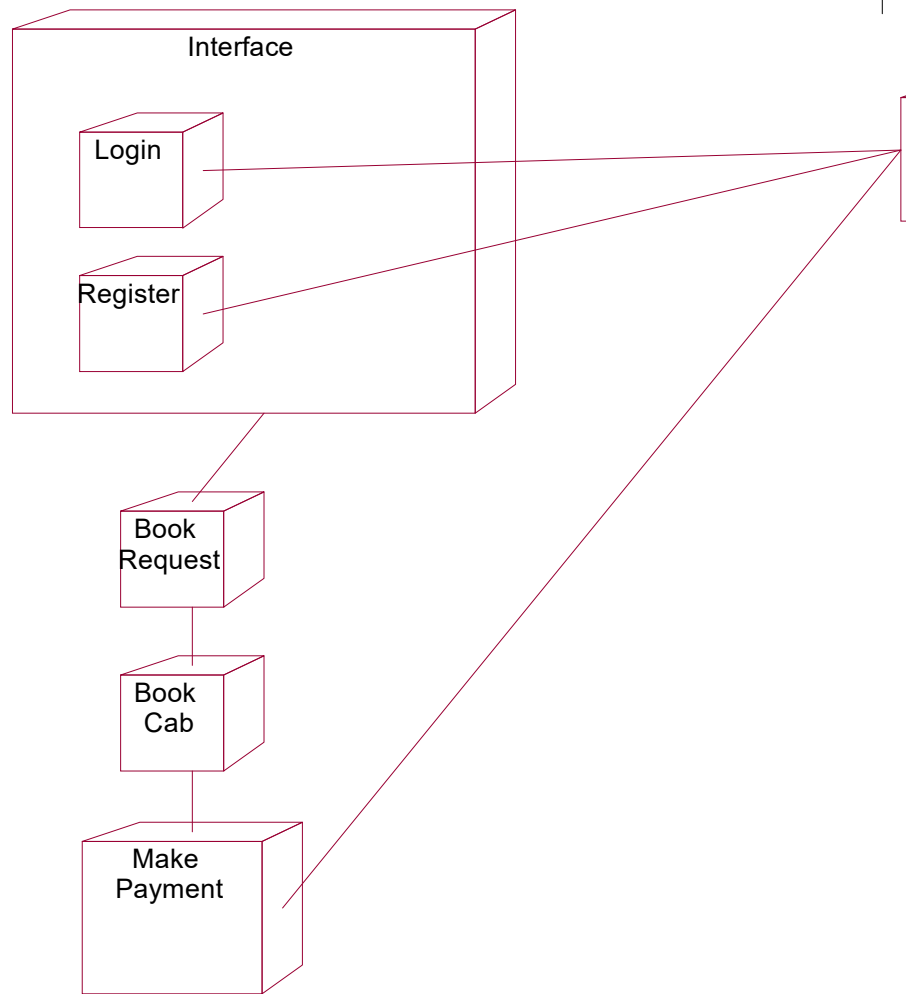 Interface
Login
Register
Book
Request
Book
Cab
Make
Payment